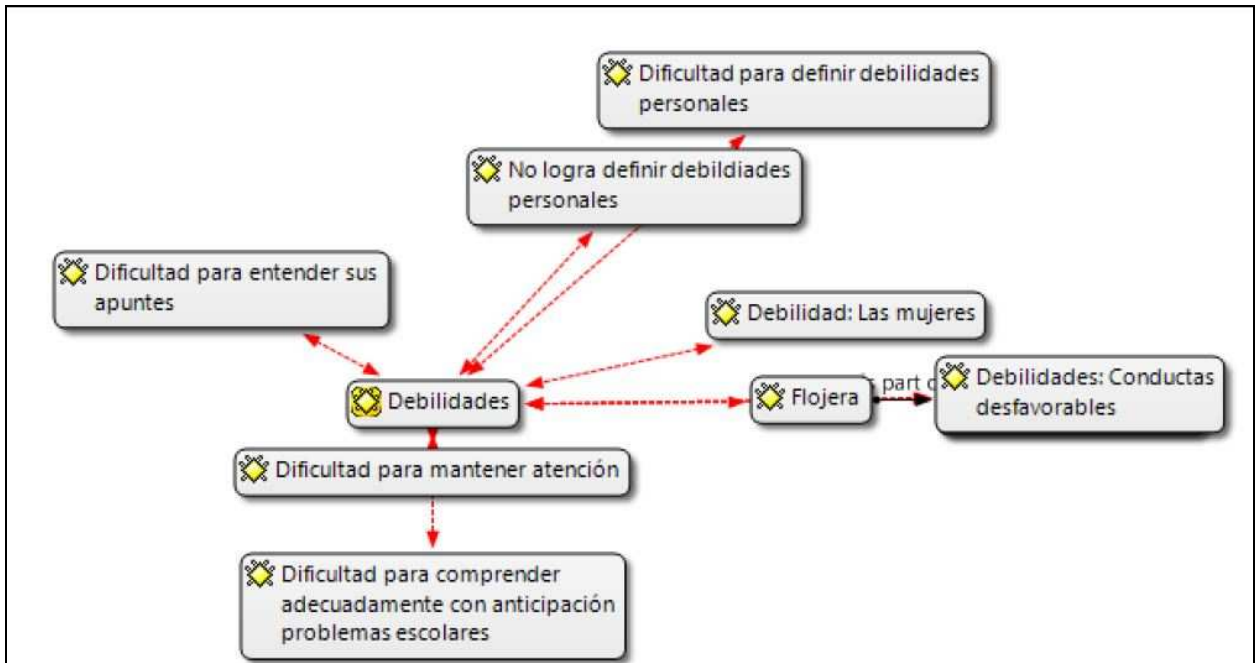 Dificultad para definir debilidades
personales
No logra definir debildiades
personales
Dificultad para entender sus
apuntes
Debilidad: Las mujeres
Debilidades
Flojera
part
Debilidades: Conductas
desfavorables
Dificultad para mantener atención
Dificultad para comprender
adecuadamente con anticipación
problemas escolares